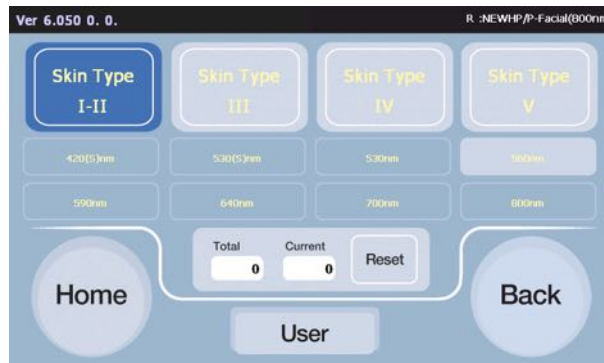 Ver 6.050 0. 0.
R :NEWHP/P-Facial(800nm
Skin Type I-II
Skin Type III
Skin Type IV
Skin Type V
420(S)nm
530(S)nm
530nm
560nm
590nm
640nm
700nm
800nm
Total
Current
0
0
Reset
Home
Back
User